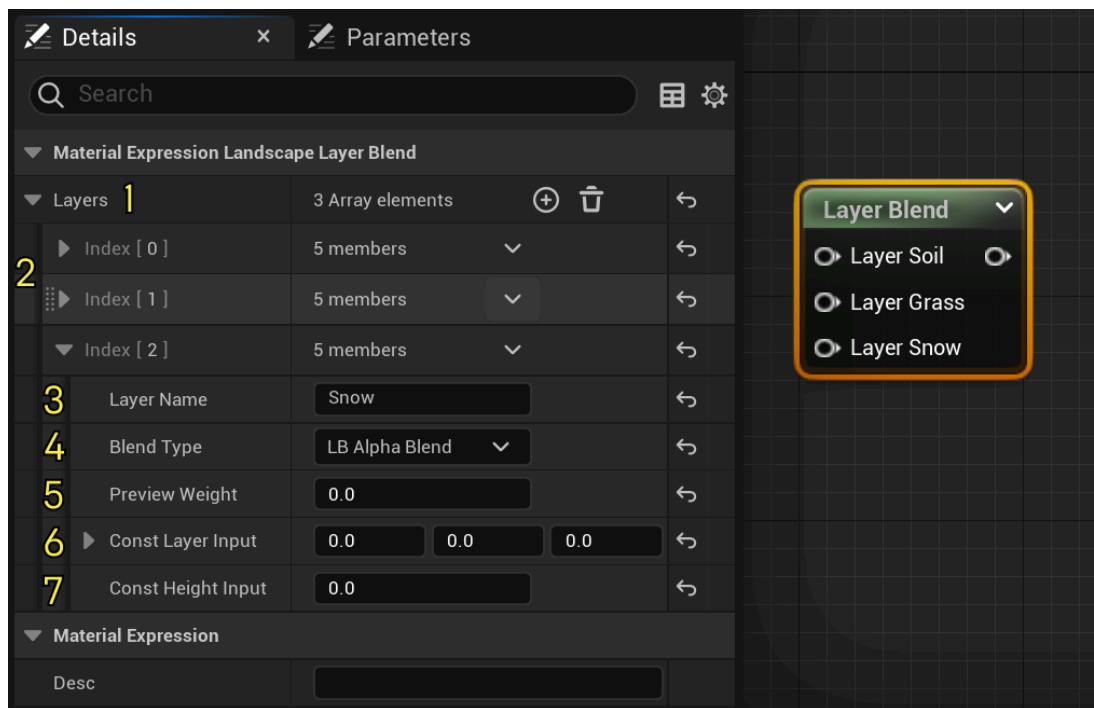 Details × Parameters
Search
Material Expression Landscape Layer Blend
Layers 1 3 Array elements
2
Index [ 0 ] 5 members
Index [ 1 ] 5 members
Index [ 2 ] 5 members
3 Layer Name Snow
4 Blend Type LB Alpha Blend
5 Preview Weight 0.0
6 Const Layer Input 0.0 0.0 0.0
7 Const Height Input 0.0
Material Expression
Desc
Layer Blend
Layer Soil
Layer Grass
Layer Snow